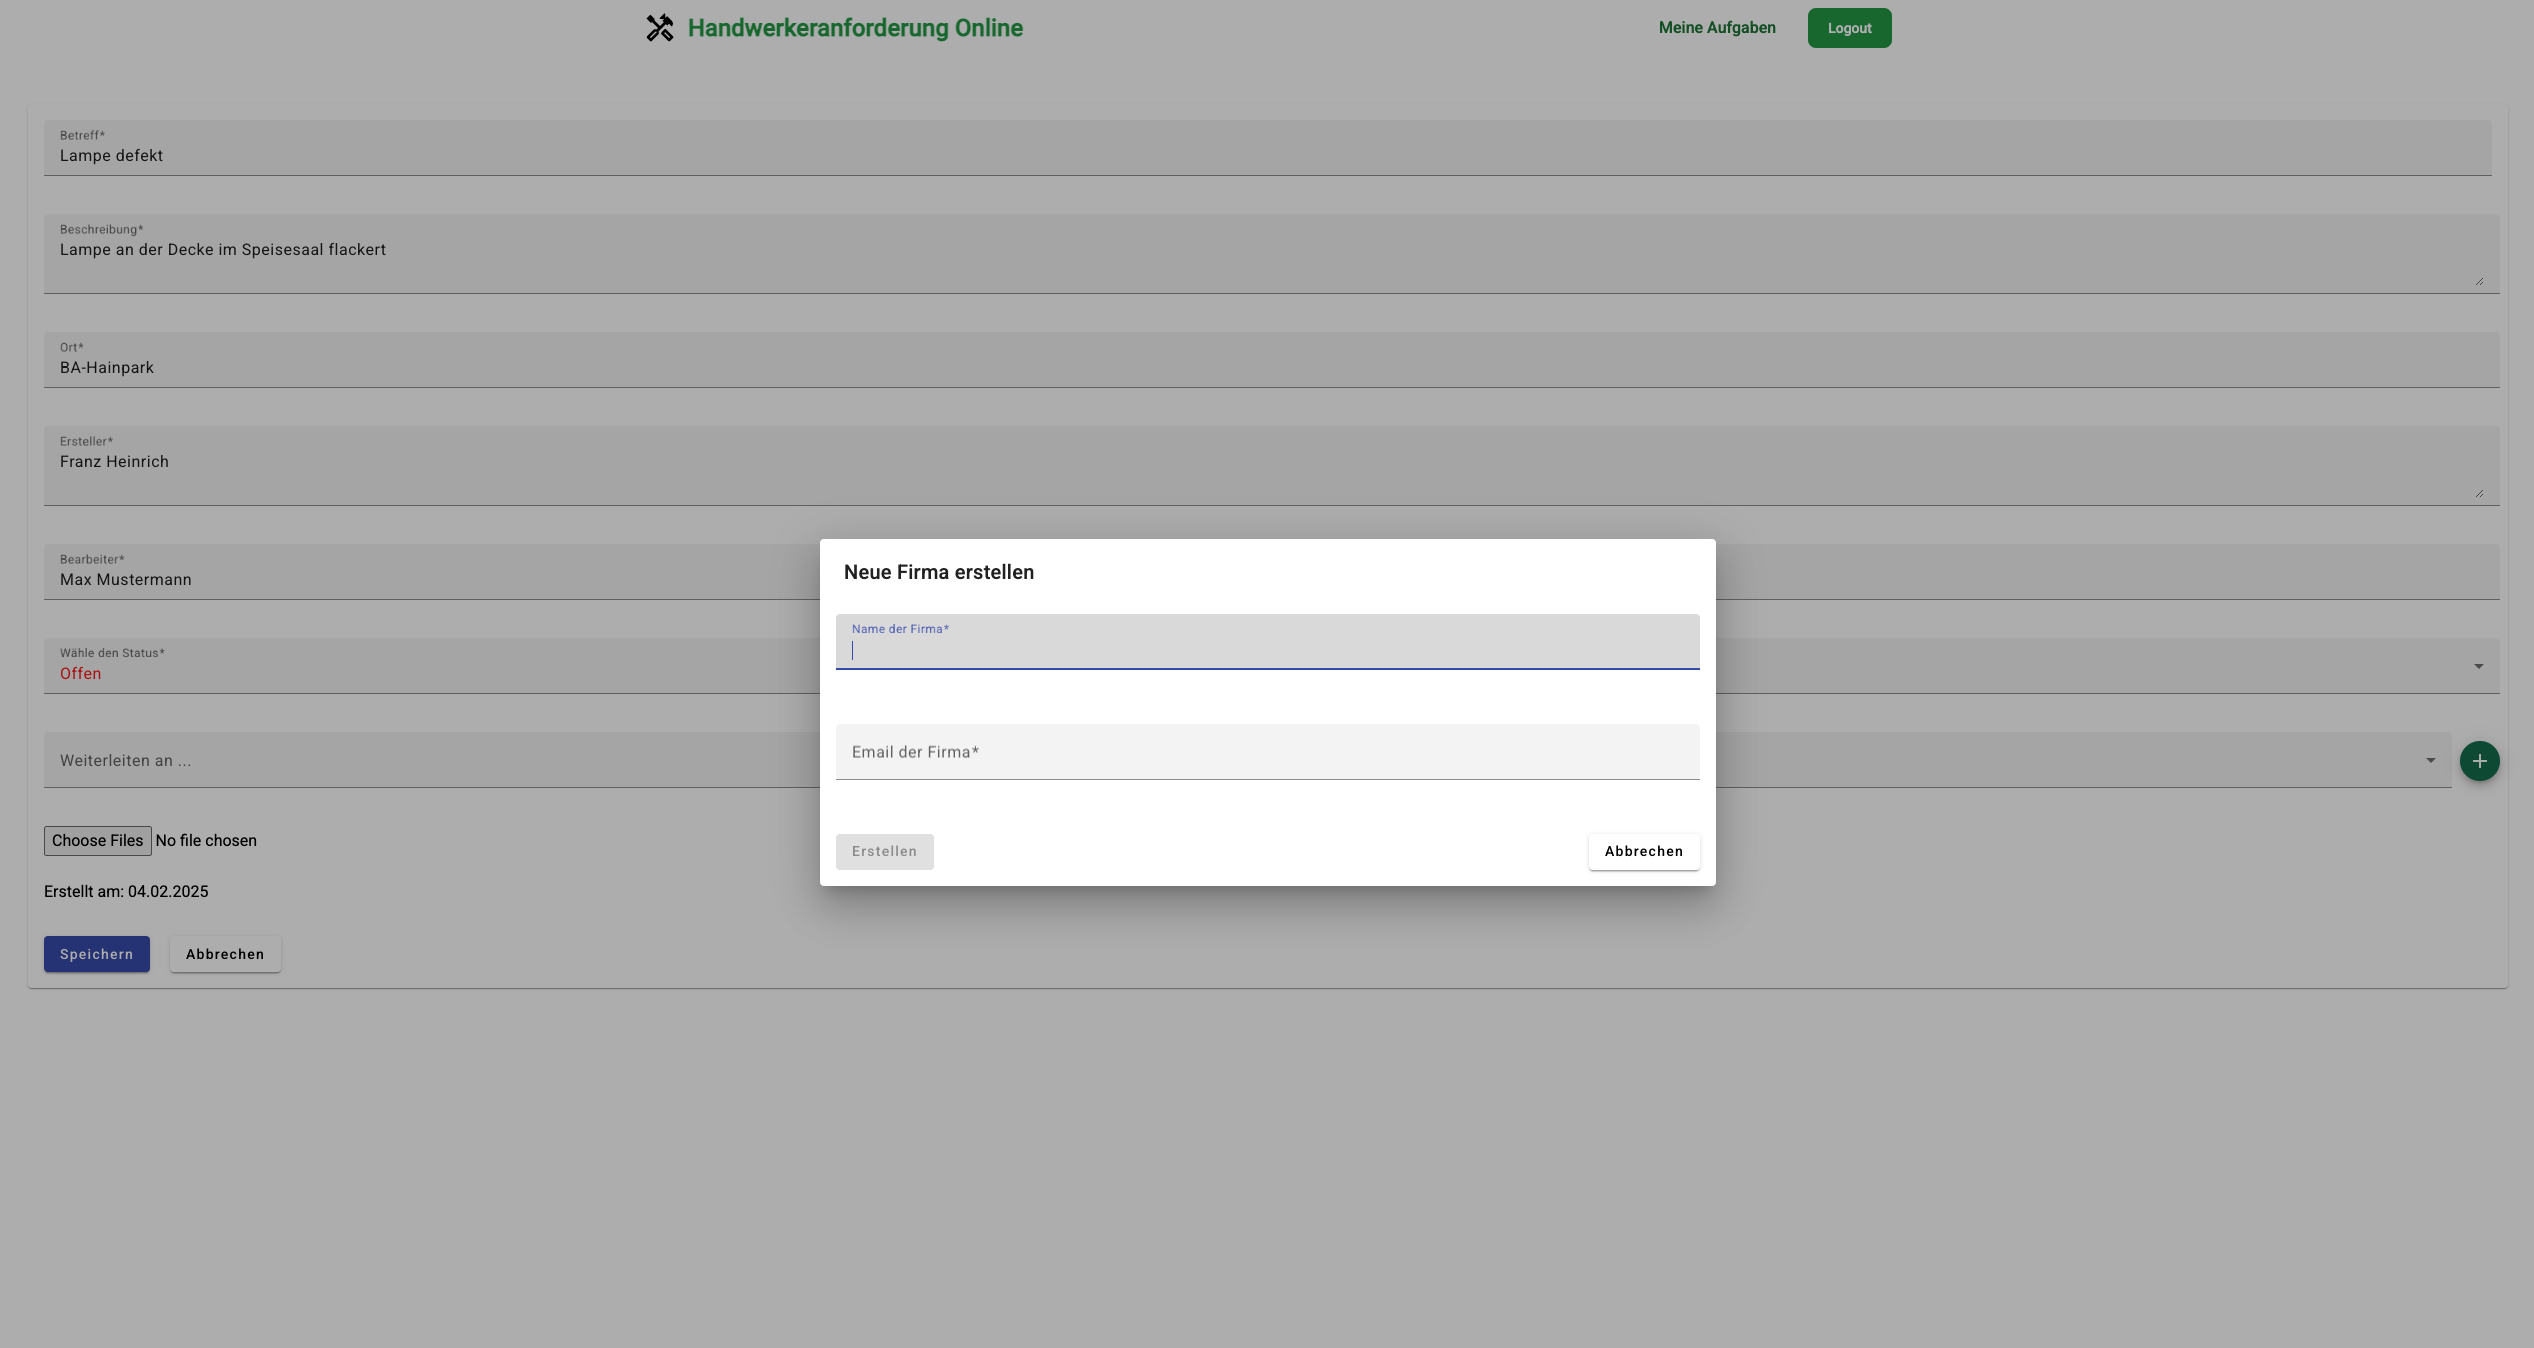 Handwerkeranforderung Online
Meine Aufgaben
Logout
Betreff*
Lampe defekt
Beschreibung*
Lampe an der Decke im Speisesaal flackert
Ort*
BA-Hainpark
Ersteller*
Franz Heinrich
Bearbeiter*
Max Mustermann
Wähle den Status*
Offen
Weiterleiten an ...
Choose Files No file chosen
Erstellt am: 04.02.2025
Speichern
Abbrechen
Neue Firma erstellen
Name der Firma*
Email der Firma*
Erstellen
Abbrechen